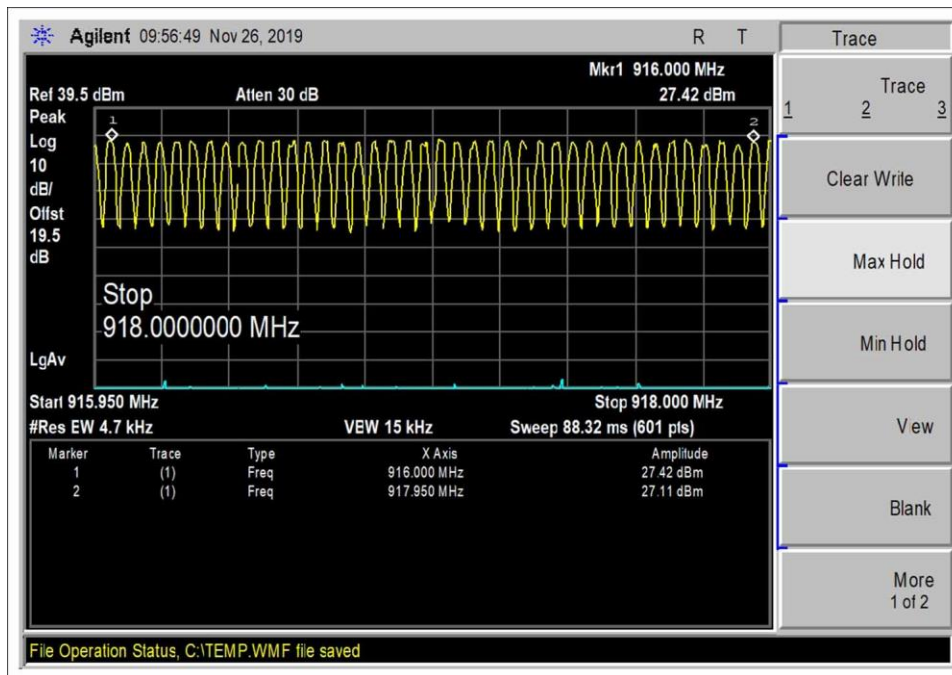 Agilent 09:56:49 Nov 26, 2019 R T Trace
Mkr1 916.000 MHz
Ref 39.5 dBm Atten 30 dB 27.42 dBm
Peak
Log
10
dB/
Offst
19.5
dB
LgAv
1 2
Stop
918.0000000 MHz
Start 915.950 MHz Stop 918.000 MHz
#Res EW 4.7 kHz VEW 15 kHz Sweep 88.32 ms (601 pts)
Marker Trace Type X Axis Amplitude
1 (1) Freq 916.000 MHz 27.42 dBm
2 (1) Freq 917.950 MHz 27.11 dBm
Trace
1 2 3
Clear Write
Max Hold
Min Hold
View
Blank
More
1 of 2
File Operation Status, C:\TEMP.WMF file saved